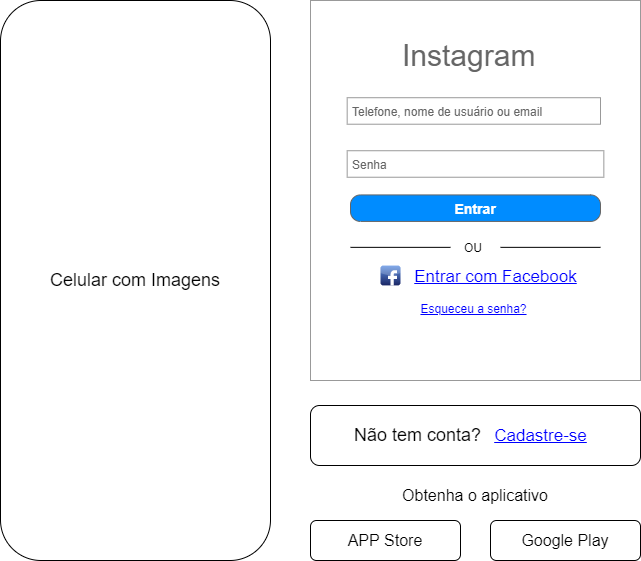 Celular com Imagens
Instagram
Telefone, nome de usuário ou email
Senha
Entrar
OU
f Entrar com Facebook
Esqueceu a senha?
Não tem conta? Cadastre-se
Obtenha o aplicativo
APP Store
Google Play